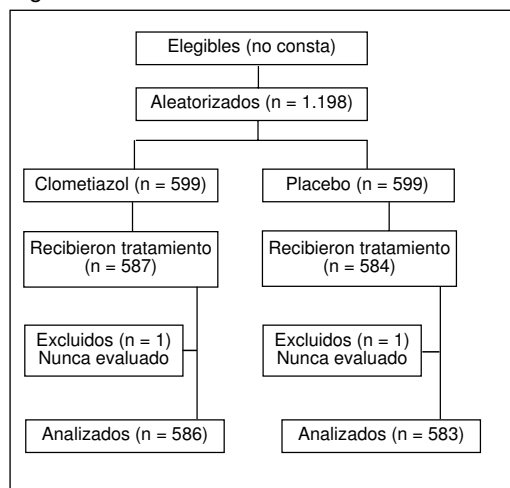 Elegibles (no consta)
Aleatorizados (n = 1.198)
Clometiazol (n = 599)
Placebo (n = 599)
Recibieron tratamiento
(n = 587)
Recibieron tratamiento
(n = 584)
Excluidos (n = 1)
Nunca evaluado
Excluidos (n = 1)
Nunca evaluado
Analizados (n = 586)
Analizados (n = 583)